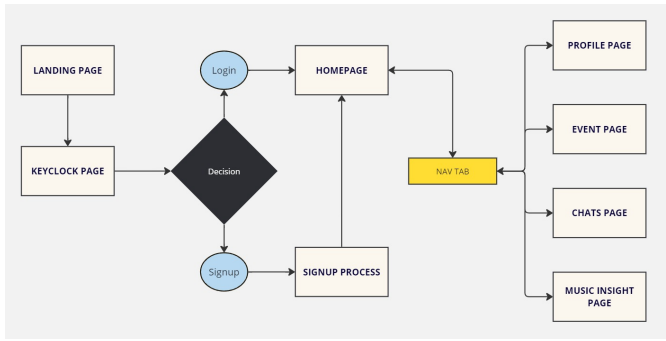 LANDING PAGE
KEYCLOCK PAGE
Decision
Login
Signup
HOMEPAGE
SIGNUP PROCESS
NAV TAB
PROFILE PAGE
EVENT PAGE
CHATS PAGE
MUSIC INSIGHT
PAGE